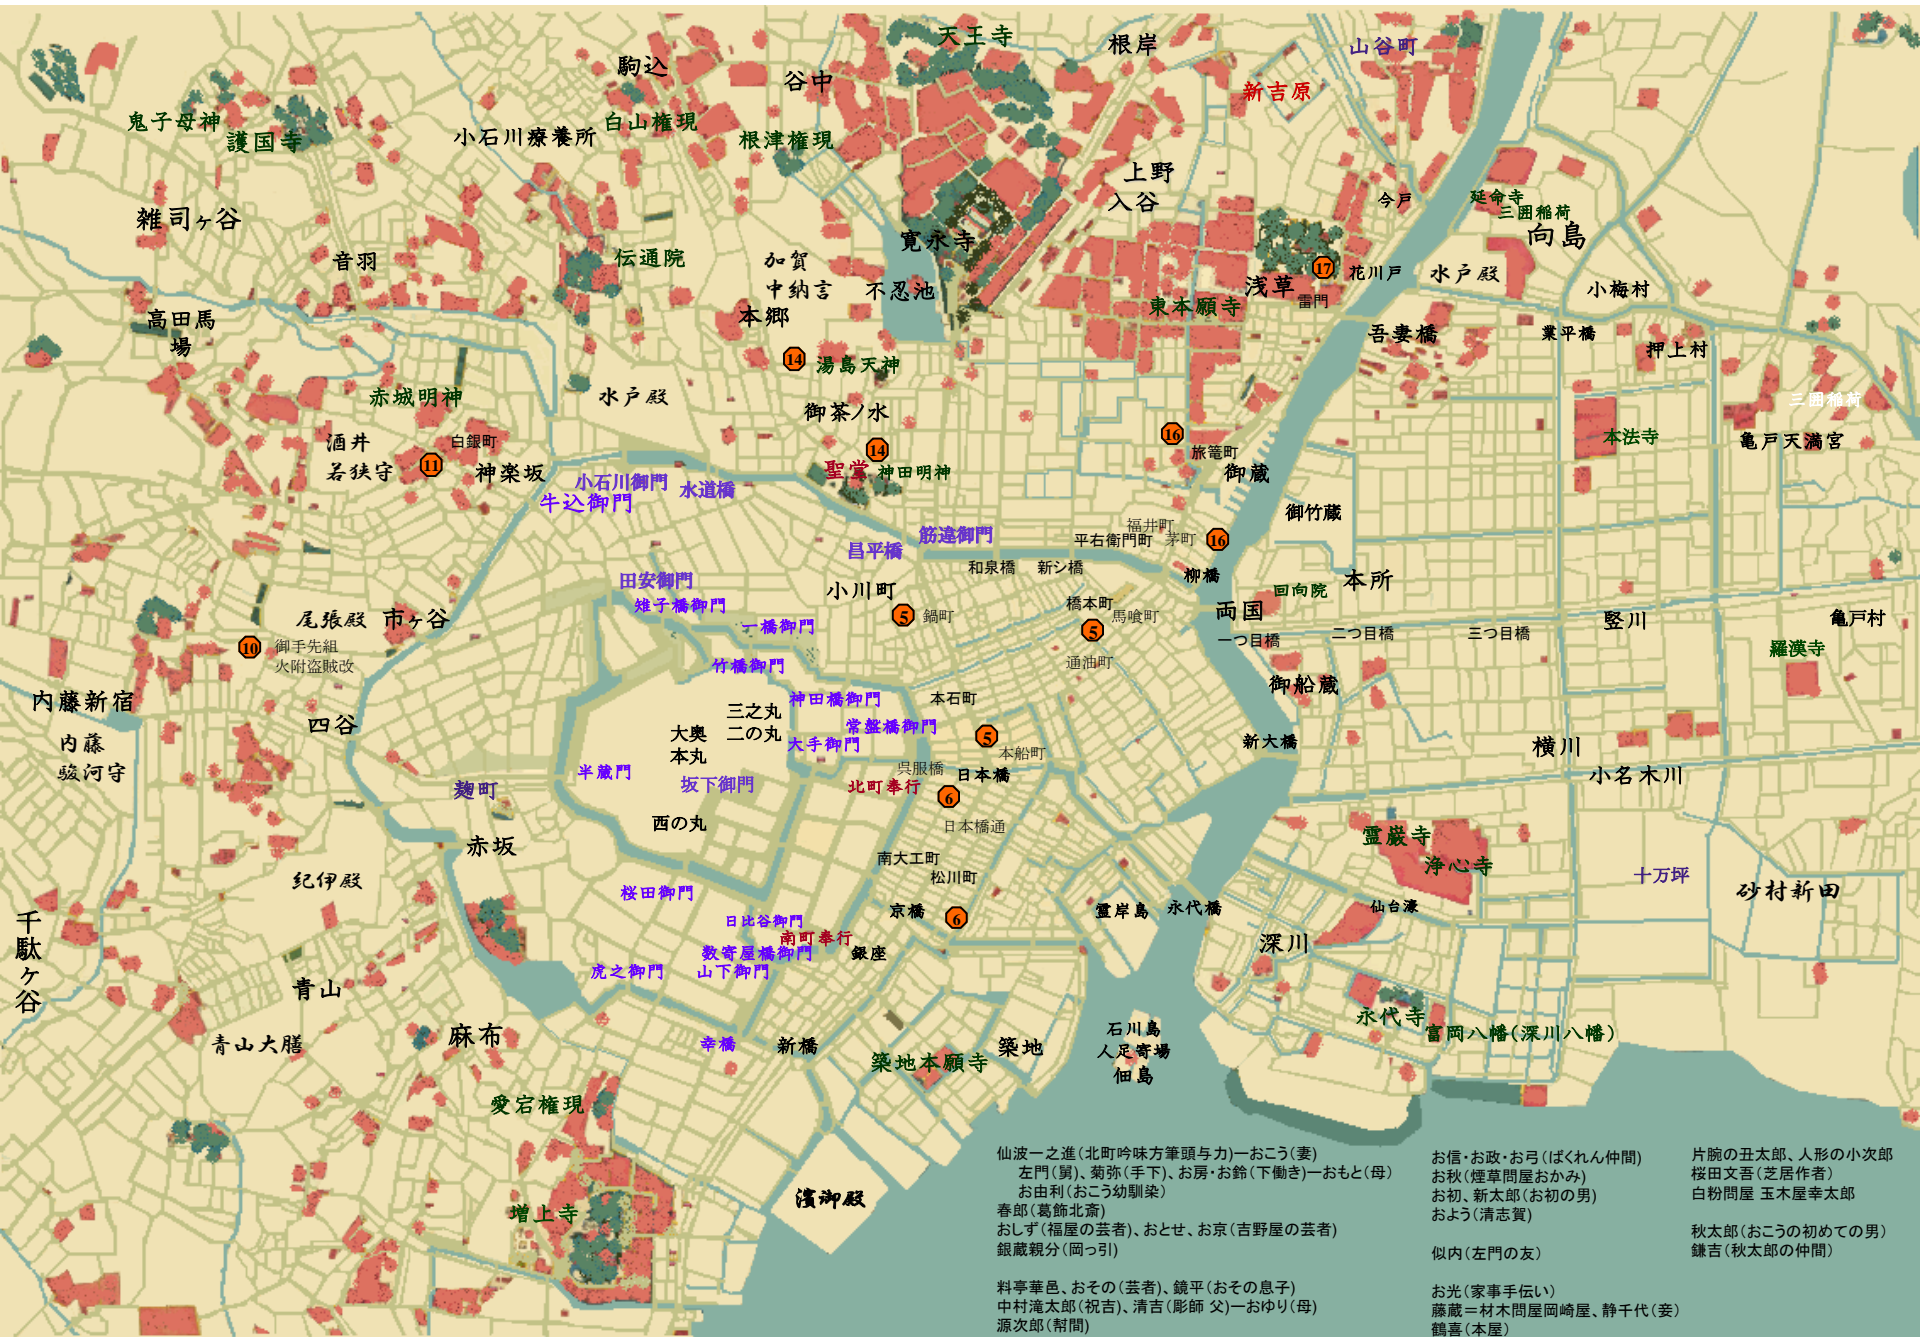 天王寺
根岸
山谷町
駒込
谷中
新吉原
鬼子母神
護国寺
小石川療養所
白山権現
根津権現
上野
入谷
今戸
延命寺
三囲稲荷
向島
雑司ヶ谷
音羽
伝通院
加賀
中納言
本郷
寛永寺
不忍池
17
花川戸
浅草
雷門
水戸殿
小梅村
東本願寺
高田馬
場
吾妻橋
業平橋
押上村
14
湯島天神
赤城明神
水戸殿
御茶ノ水
三囲稲荷
酒井
若狭守
白銀町
11
神楽坂
14
聖堂
神田明神
16
旅篭町
御蔵
本法寺
亀戸天満宮
小石川御門
牛込御門
水道橋
昌平橋
筋違御門
福井町
平右衛門町
茅町
16
御竹蔵
和泉橋
新シ橋
柳橋
田安御門
雉子橋御門
小川町
5
鍋町
橋本町
馬喰町
5
通油町
両国
回向院
本所
一つ目橋
二つ目橋
三つ目橋
竪川
亀戸村
羅漢寺
尾張殿
市ヶ谷
10
御手先組
火附盗賊改
一橋御門
竹橋御門
神田橋御門
本石町
御船蔵
内藤新宿
内藤
駿河守
四谷
三之丸
二の丸
大奥
本丸
常盤橋御門
大手御門
5
本船町
新大橋
横川
小名木川
半蔵門
坂下御門
呉服橋
日本橋
北町奉行
6
日本橋通
麹町
西の丸
赤坂
南大工町
松川町
霊巌寺
浄心寺
十万坪
砂村新田
紀伊殿
桜田御門
京橋
6
霊岸島
永代橋
仙台濠
千駄ヶ谷
日比谷御門
南町奉行
数寄屋橋御門
銀座
虎之御門
山下御門
深川
青山
青山大膳
麻布
幸橋
新橋
築地本願寺
築地
石川島
人足寄場
佃島
永代寺
富岡八幡(深川八幡)
愛宕権現
増上寺
濱御殿
仙波一之進(北町吟味方筆頭与力)ーおこう(妻)
左門(舅)、菊弥(手下)、お房・お鈴(下働き)ーおもと(母)
お由利(おこう幼馴染)
春郎(葛飾北斎)
おしず(福屋の芸者)、おとせ、お京(吉野屋の芸者)
銀蔵親分(岡っ引)
料亭華邑、おその(芸者)、鏡平(おその息子)
中村滝太郎(祝吉)、清吉(彫師 父)ーおゆり(母)
源次郎(幇間)
お信・お政・お弓(ばくれん仲間)
お秋(煙草問屋おかみ)
お初、新太郎(お初の男)
およう(清志賀)
似内(左門の友)
お光(家事手伝い)
藤蔵＝材木問屋岡崎屋、静千代(妾)
鶴喜(本屋)
片腕の丑太郎、人形の小次郎
桜田文吾(芝居作者)
白粉問屋 玉木屋幸太郎
秋太郎(おこうの初めての男)
鎌吉(秋太郎の仲間)